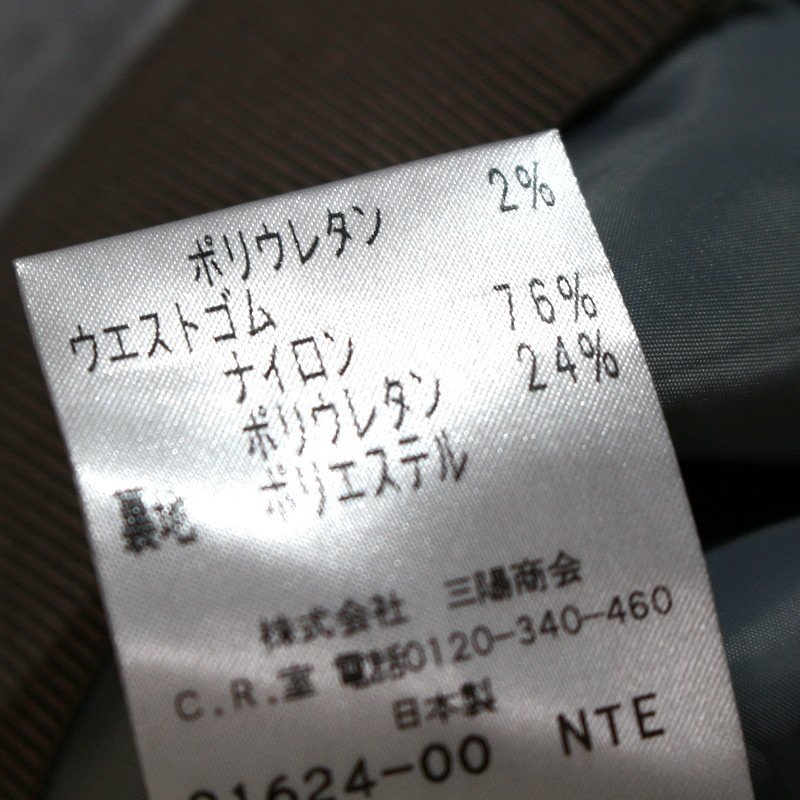 ポリウレタン 2%
ウエストゴム
ナイロン 76%
ポリウレタン 24%
裏地 ポリエステル
株式会社 三陽商会
C.R.室 電話0120-340-460
日本製
01624-00 NTE